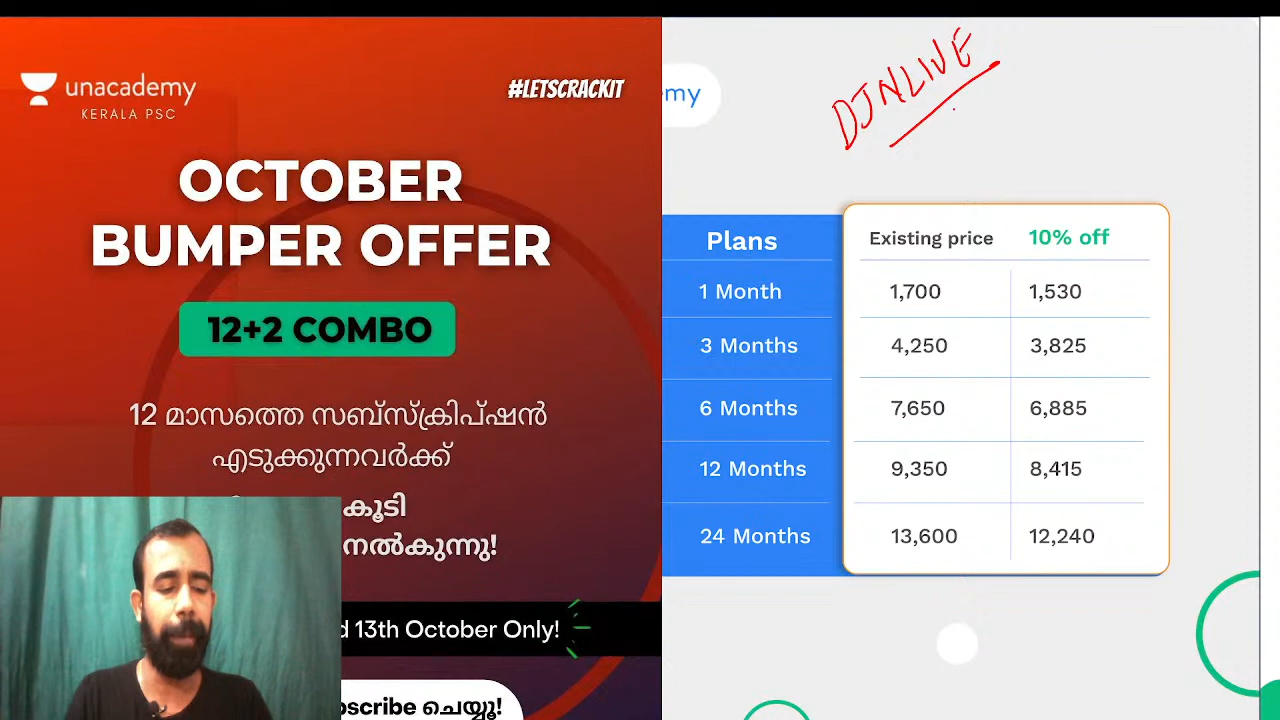 unacademy
KERALA PSC
#LETSCRACKIT
OCTOBER
BUMPER OFFER
12+2 COMBO
12 മാസത്തെ സബ്സ്ക്രിപ്ഷൻ
എടുക്കുന്നവർക്ക്
കൂടി
നൽകുന്നു!
d 13th October Only!
bscribe ചെയ്യൂ!
emy
DJNLIVE
Plans Existing price 10% off
1 Month 1,700 1,530
3 Months 4,250 3,825
6 Months 7,650 6,885
12 Months 9,350 8,415
24 Months 13,600 12,240